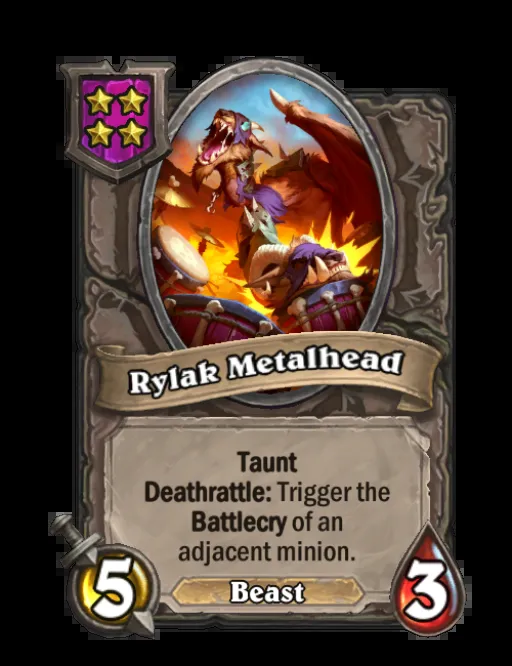 Rylak Metalhead
Taunt
Deathrattle: Trigger the
Battlecry of an
adjacent minion.
5
Beast
3